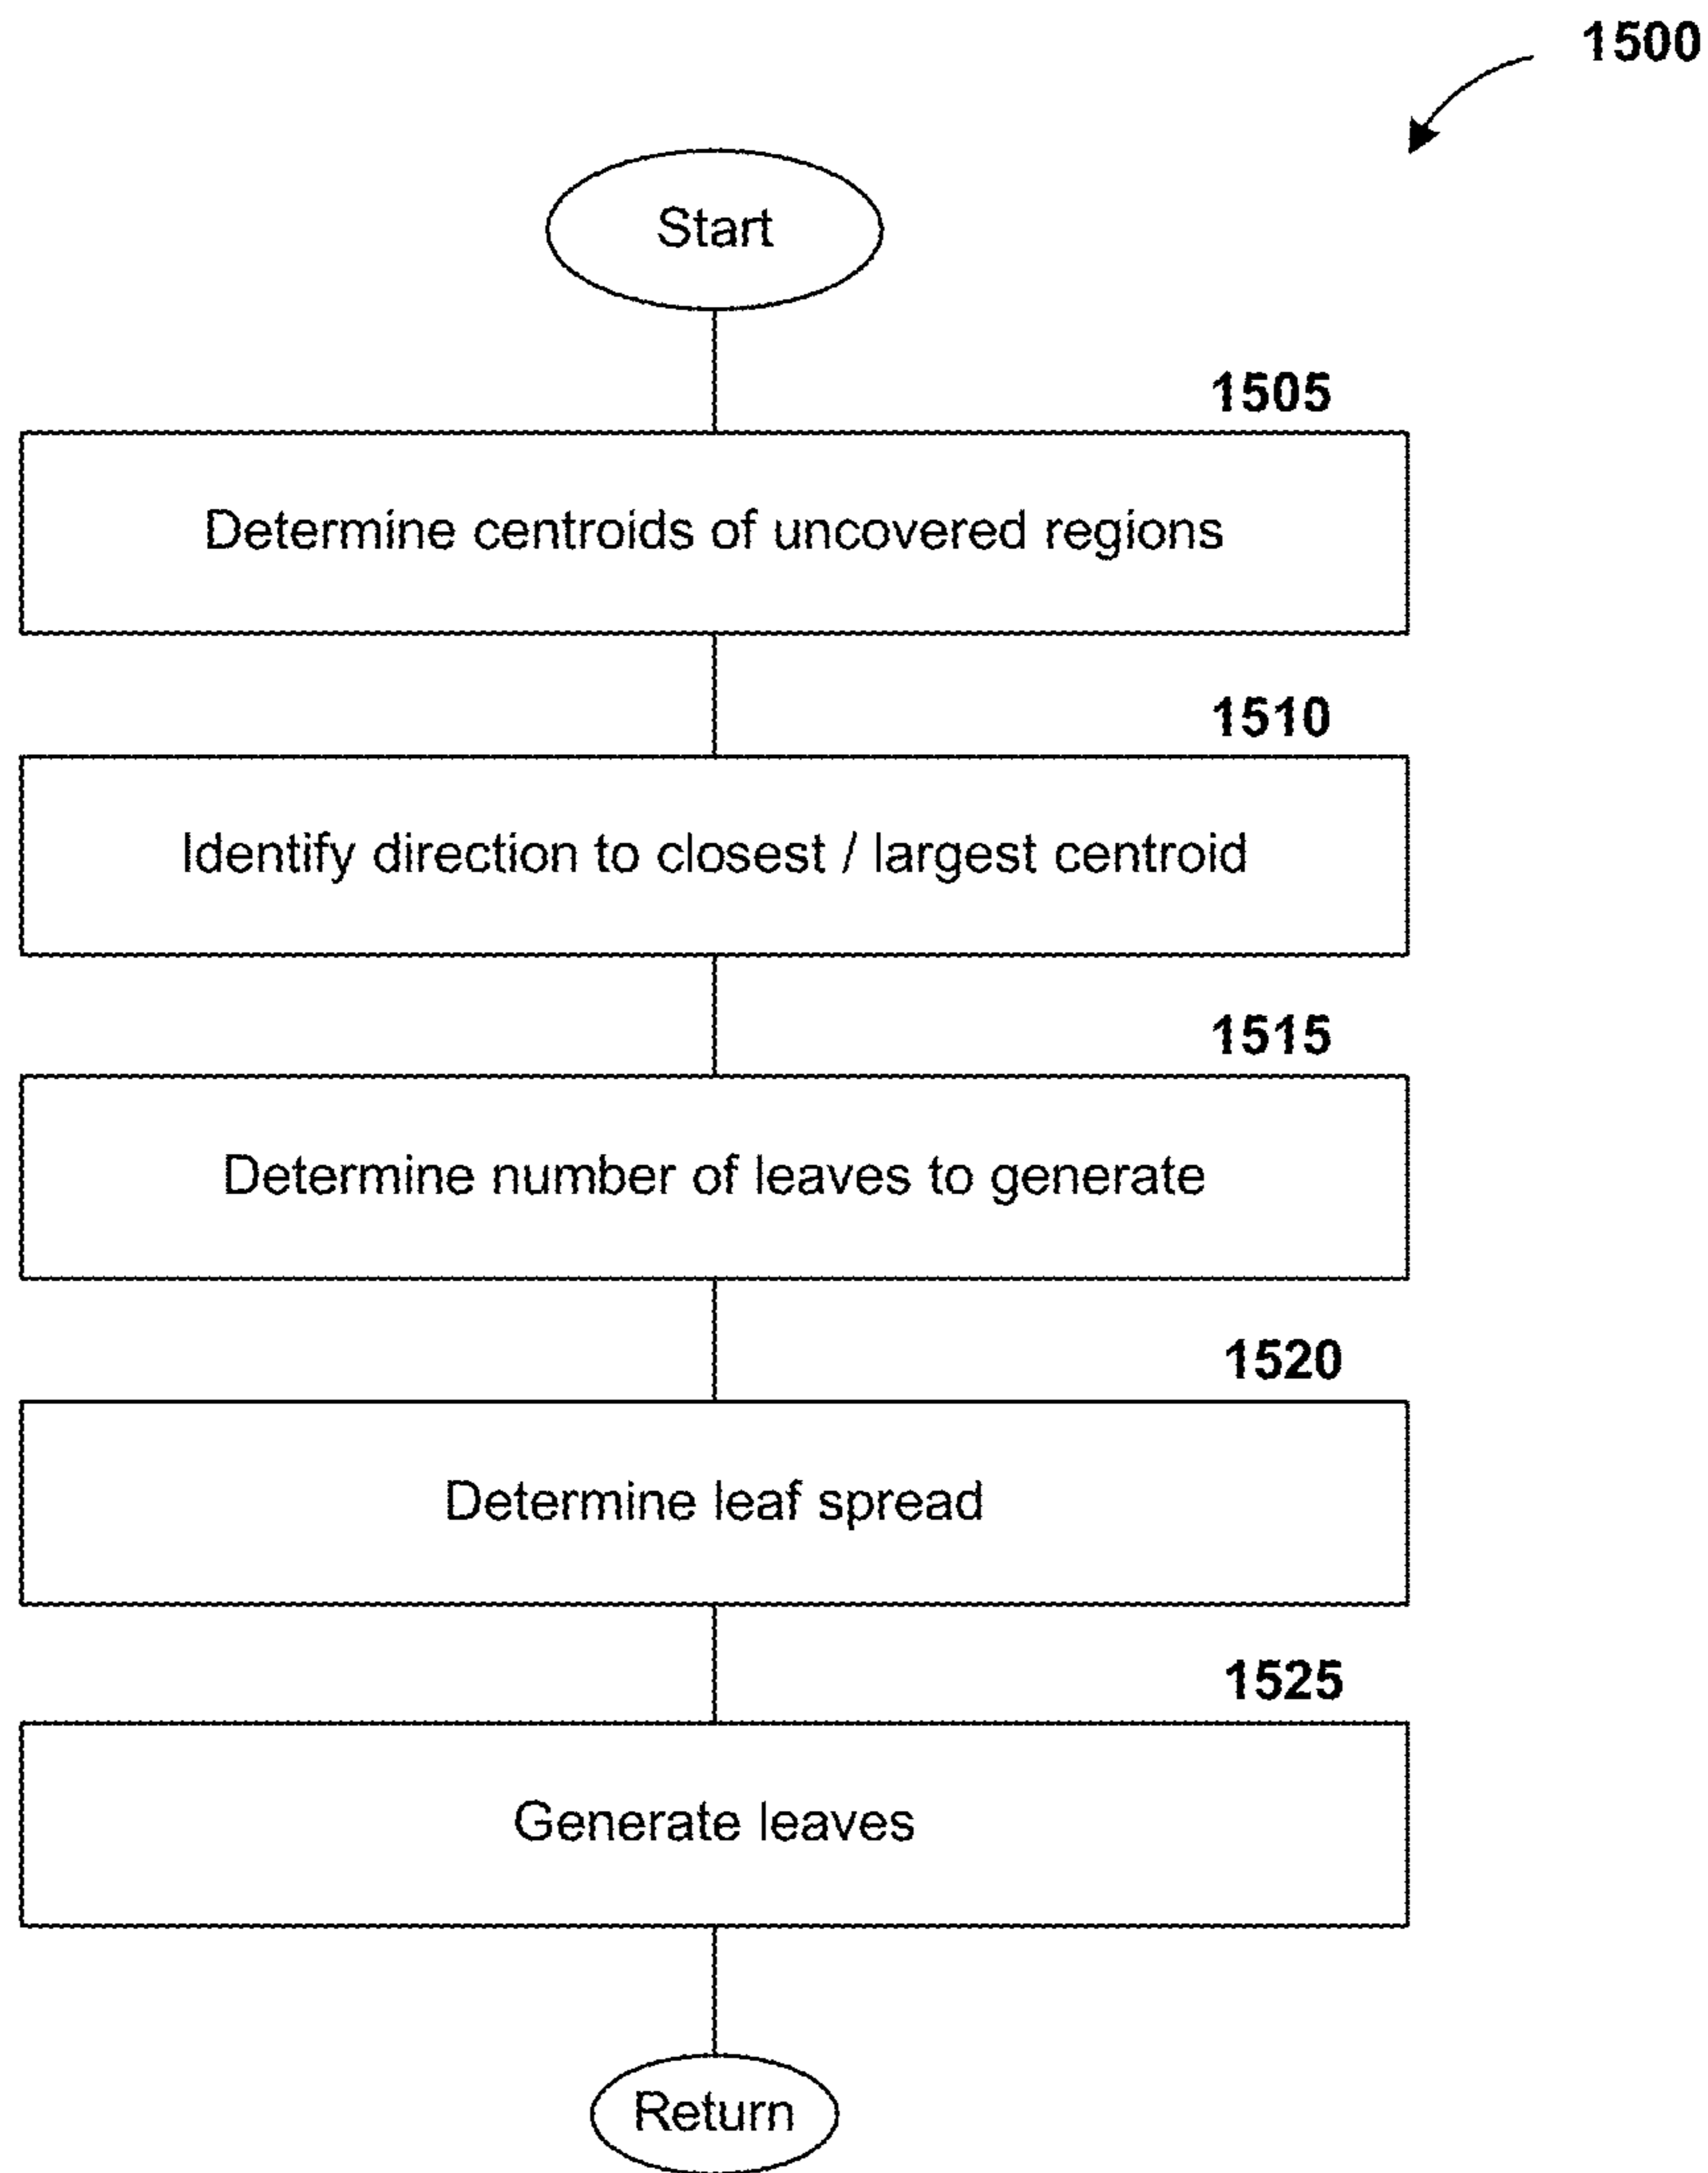 1500
Start
1505
Determine centroids of uncovered regions
1510
Identify direction to closest / largest centroid
1515
Determine number of leaves to generate
1520
Determine leaf spread
1525
Generate leaves
Return